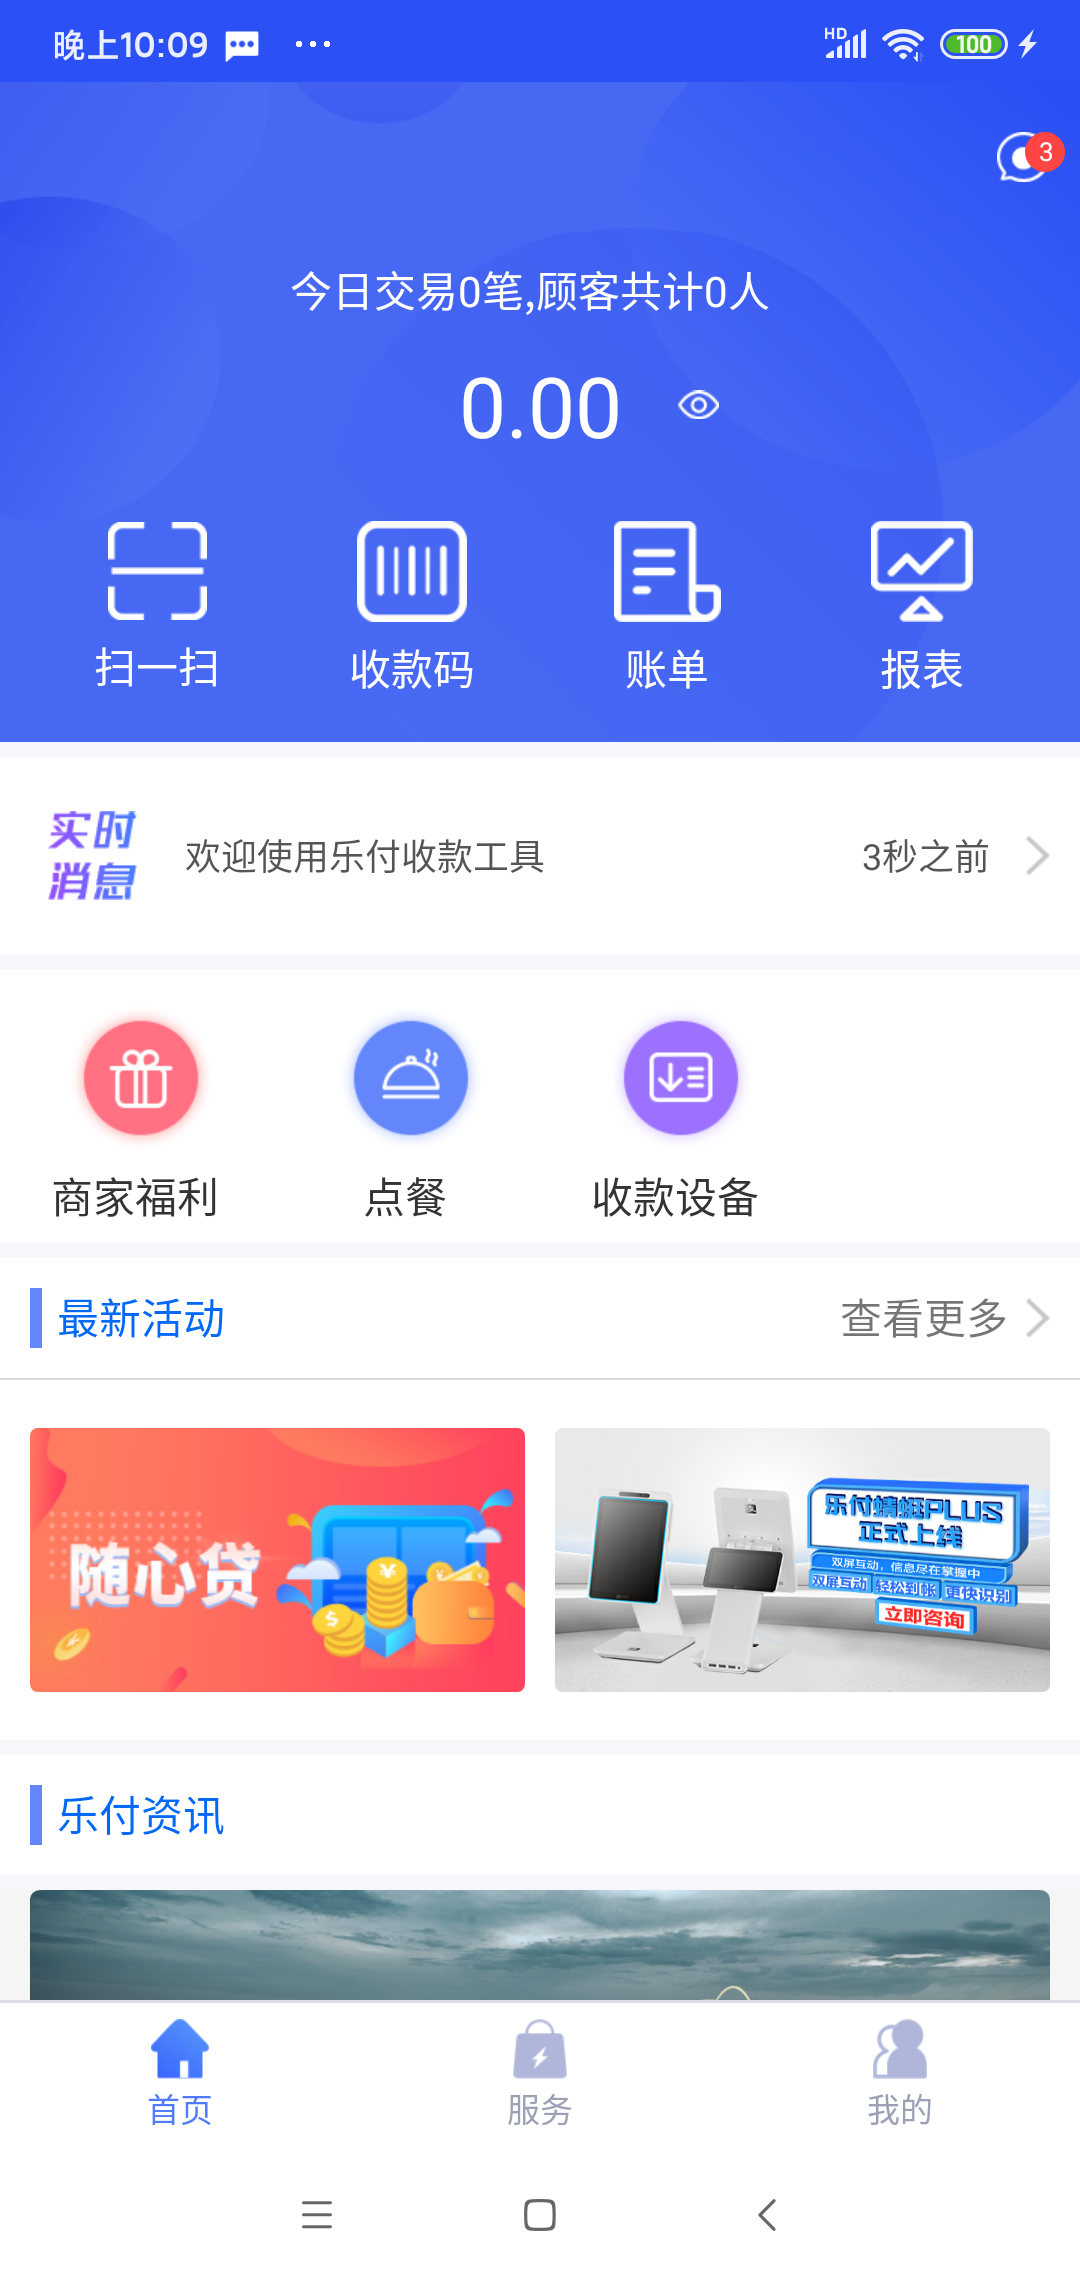 晚上10:09
HD
100
3
今日交易0笔,顾客共计0人
0.00
扫一扫
收款码
账单
报表
实时
消息
欢迎使用乐付收款工具
3秒之前
商家福利
点餐
收款设备
最新活动
查看更多
随心贷
乐付蜻蜓PLUS
正式上线
双屏互动，信息尽在掌握中
双屏互动 轻松到账 更快识别
立即咨询
乐付资讯
首页
服务
我的